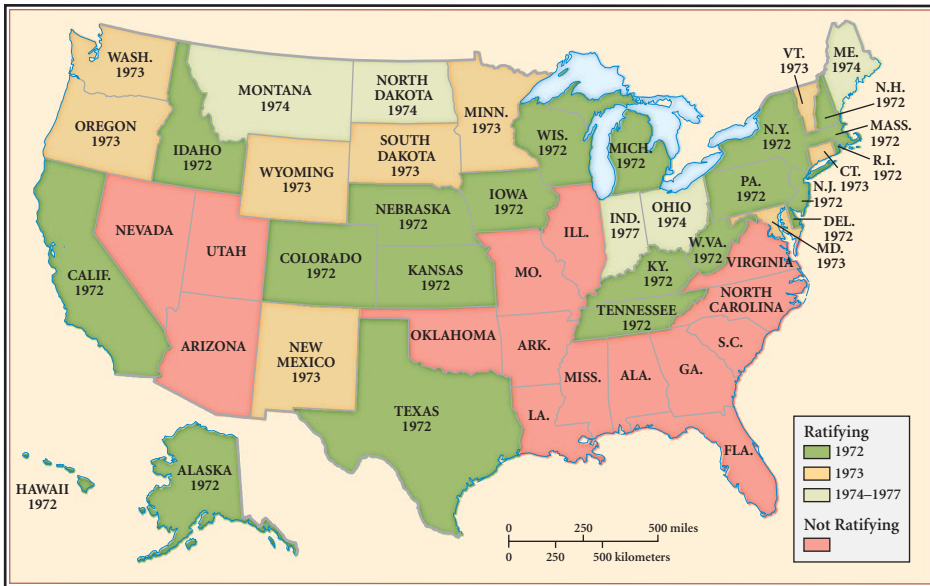 WASH.
1973
OREGON
1973
IDAHO
1972
MONTANA
1974
NORTH
DAKOTA
1974
MINN.
1973
SOUTH
DAKOTA
1973
WYOMING
1973
NEBRASKA
1972
IOWA
1972
WIS.
1972
MICH.
1972
IND.
1977
OHIO
1974
ILL.
NEVADA
UTAH
COLORADO
1972
KANSAS
1972
MO.
KY.
1972
W.VA.
1972
VIRGINIA
CALIF.
1972
ARIZONA
NEW
MEXICO
1973
OKLAHOMA
ARK.
TENNESSEE
1972
NORTH
CAROLINA
S.C.
TEXAS
1972
LA.
MISS.
ALA.
GA.
FLA.
VT.
1973
ME.
1974
N.H.
1972
MASS.
1972
N.Y.
1972
R.I.
1972
CT.
1973
PA.
1972
N.J.
1972
DEL.
1972
MD.
1973
HAWAII
1972
ALASKA
1972
0 250 500 miles
0 250 500 kilometers
Ratifying
1972
1973
1974–1977
Not Ratifying